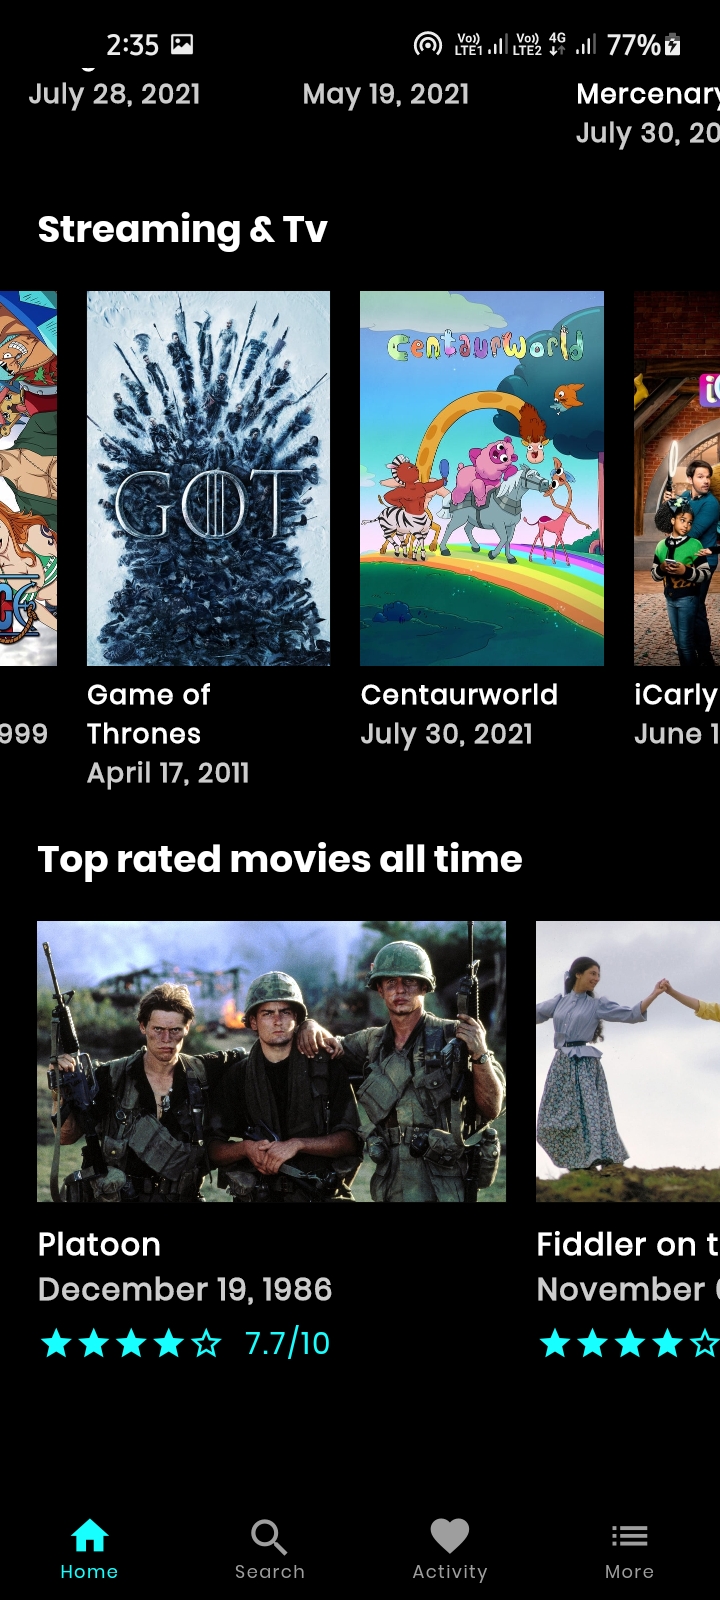 2:35
Vo)) LTE1 Vo)) LTE2 4G 77%
July 28, 2021
May 19, 2021
Mercenary
July 30, 20
Streaming & Tv
GOT
Centaurworld
999
Game of
Thrones
April 17, 2011
Centaurworld
July 30, 2021
iCarly
June 1
Top rated movies all time
Platoon
December 19, 1986
7.7/10
Fiddler on t
November
Home
Search
Activity
More